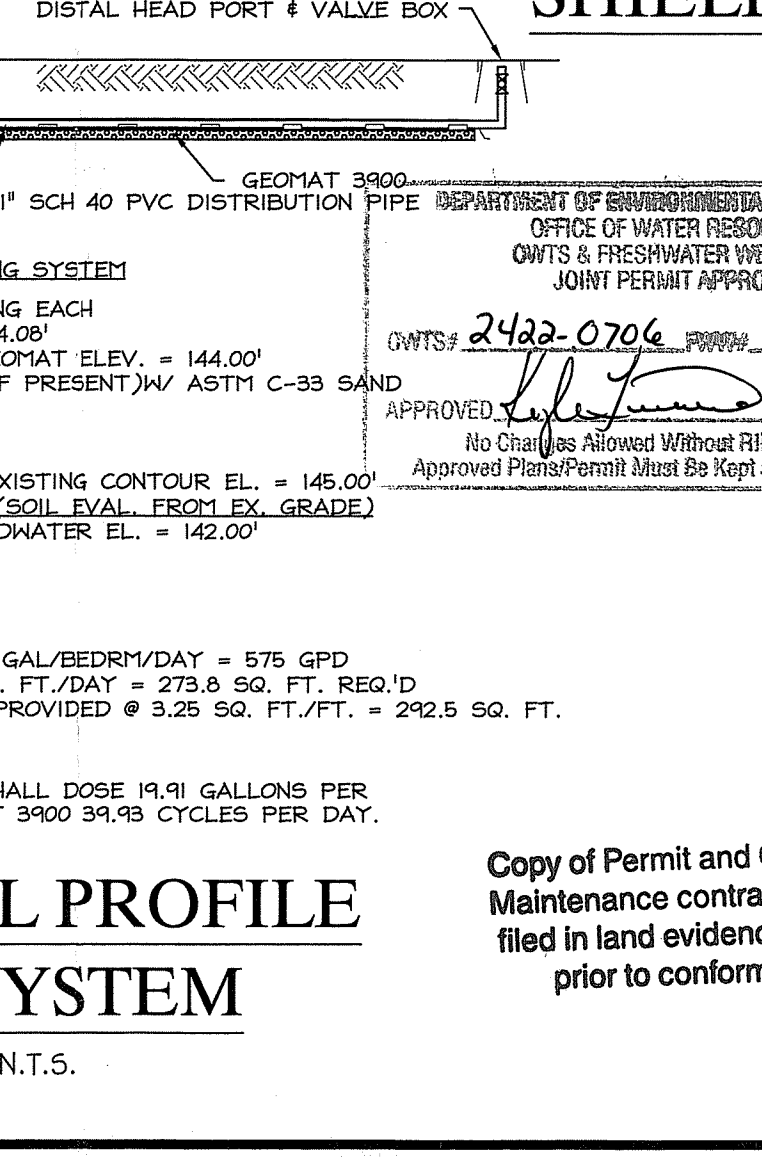 SHIEL
DISTAL HEAD PORT & VALVE BOX
GEOMAT 3900
1" SCH 40 PVC DISTRIBUTION PIPE
DEPARTMENT OF ENVIRONMENTA
OFFICE OF WATER RESO
OWTS & FRESHWATER WE
JOINT PERMIT APPRO
NG SYSTEM
NG EACH
4.08'
EOMAT ELEV. = 144.00'
F PRESENT)W/ ASTM C-33 SAND
OWTS# 2422-0706 FWW#
APPROVED
No Changes Allowed Without RI
Approved Plans/Permit Must Be Kept
XISTING CONTOUR EL. = 145.00'
(SOIL EVAL. FROM EX. GRADE)
DWATER EL. = 142.00'
GAL/BEDRM/DAY = 575 GPD
. FT./DAY = 273.8 SQ. FT. REQ.'D
PROVIDED @ 3.25 SQ. FT./FT. = 292.5 SQ. FT.
HALL DOSE 19.91 GALLONS PER
T 3900 39.93 CYCLES PER DAY.
L PROFILE
YSTEM
N.T.S.
Copy of Permit and
Maintenance contra
filed in land evidenc
prior to conform